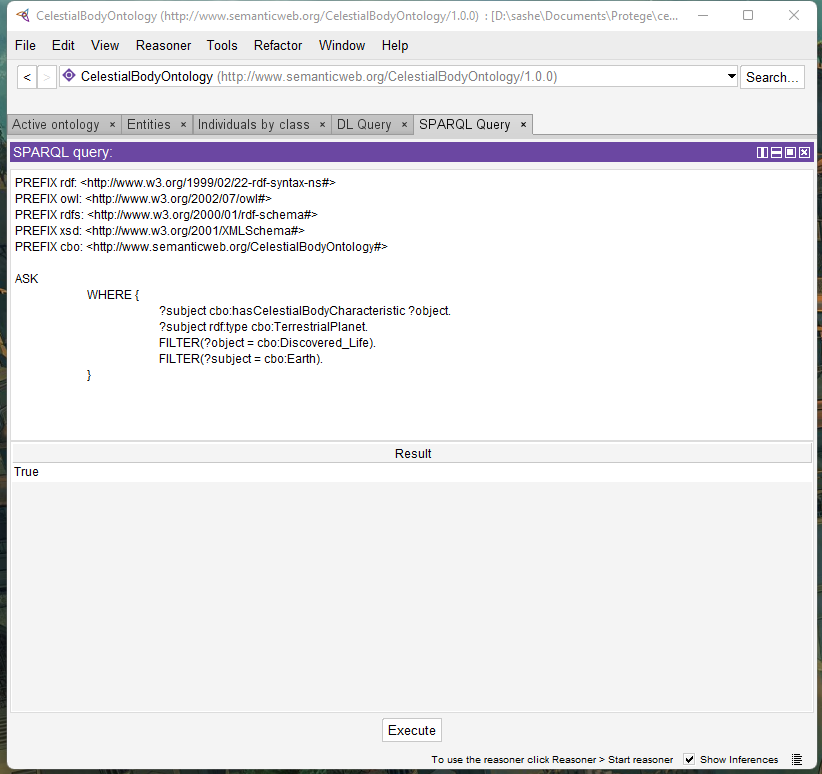 CelestialBodyOntology (http://www.semanticweb.org/CelestialBodyOntology/1.0.0) : [D:\sashe\Documents\Protege\ce...
File Edit View Reasoner Tools Refactor Window Help
< > CelestialBodyOntology (http://www.semanticweb.org/CelestialBodyOntology/1.0.0) Search...
Active ontology × Entities × Individuals by class × DL Query × SPARQL Query ×
SPARQL query:
PREFIX rdf: <http://www.w3.org/1999/02/22-rdf-syntax-ns#>
PREFIX owl: <http://www.w3.org/2002/07/owl#>
PREFIX rdfs: <http://www.w3.org/2000/01/rdf-schema#>
PREFIX xsd: <http://www.w3.org/2001/XMLSchema#>
PREFIX cbo: <http://www.semanticweb.org/CelestialBodyOntology#>
ASK
WHERE {
?subject cbo:hasCelestialBodyCharacteristic ?object.
?subject rdf:type cbo:TerrestrialPlanet.
FILTER(?object = cbo:Discovered_Life).
FILTER(?subject = cbo:Earth).
}
Result
True
Execute
To use the reasoner click Reasoner > Start reasoner Show Inferences